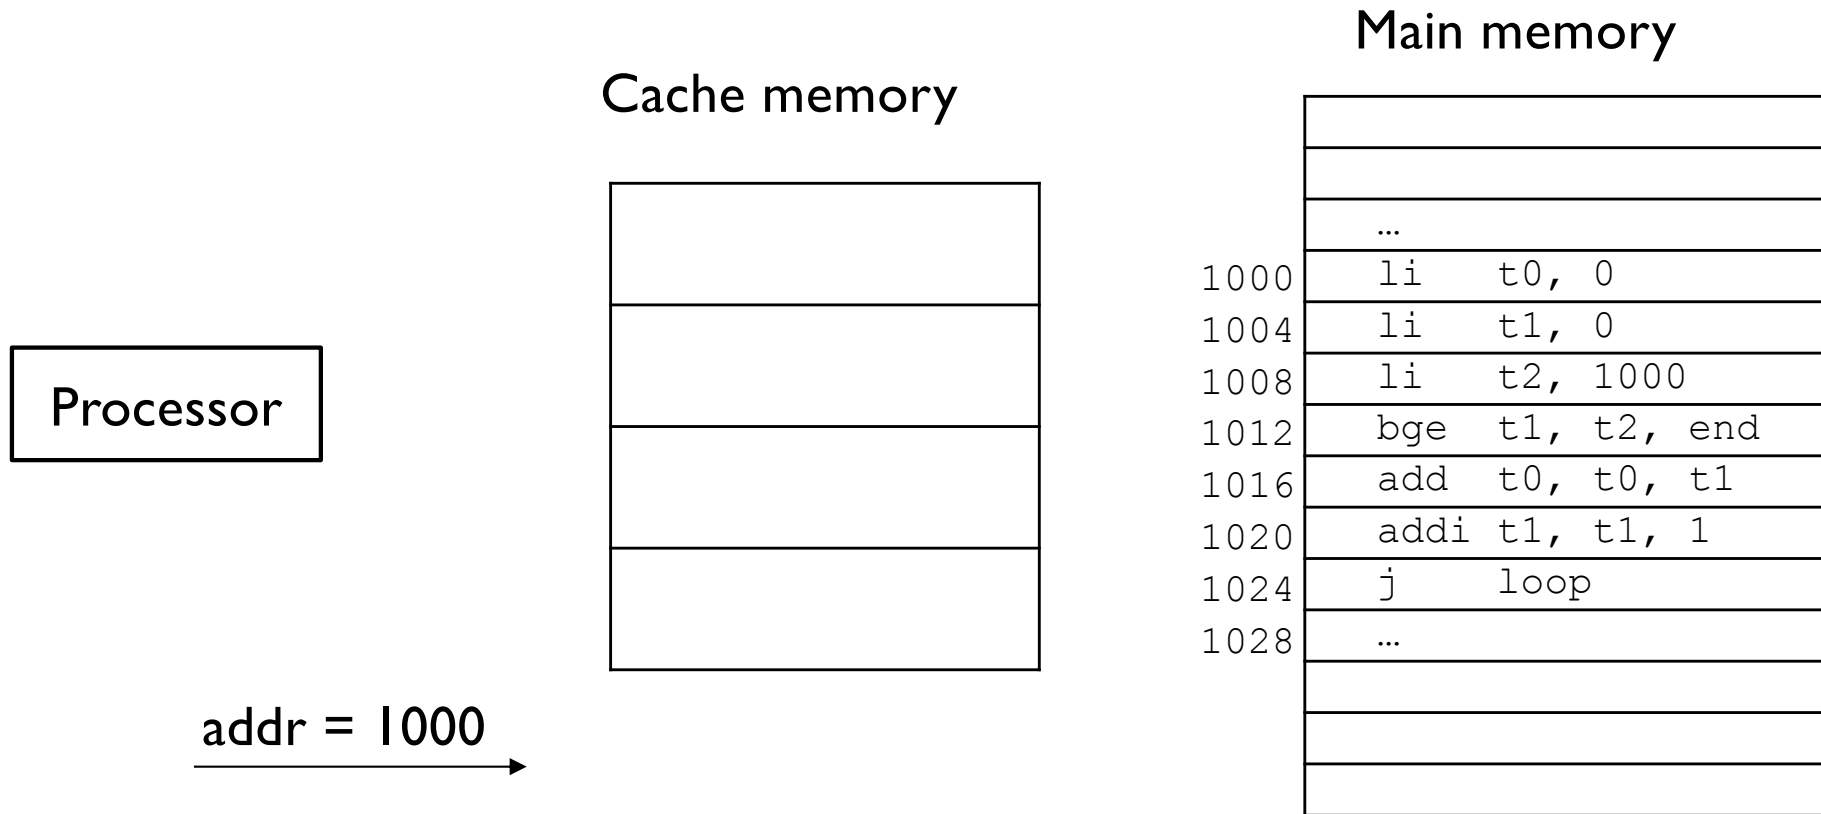 Main memory
Cache memory
…
1000 li t0, 0
1004 li t1, 0
1008 li t2, 1000
1012 bge t1, t2, end
1016 add t0, t0, t1
1020 addi t1, t1, 1
1024 j loop
1028 …
Processor
addr = 1000